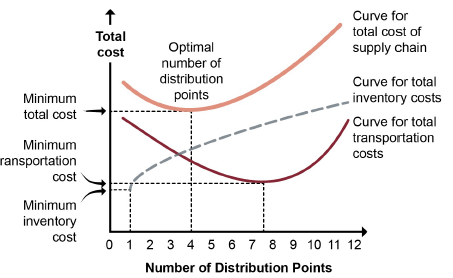 Total
cost
Optimal
number of
distribution
points
Curve for
total cost of
supply chain
Curve for total
inventory costs
Curve for total
transportation
costs
Minimum
total cost
Minimum
ransportation
cost
Minimum
inventory
cost
0 1 2 3 4 5 6 7 8 9 10 11 12
Number of Distribution Points